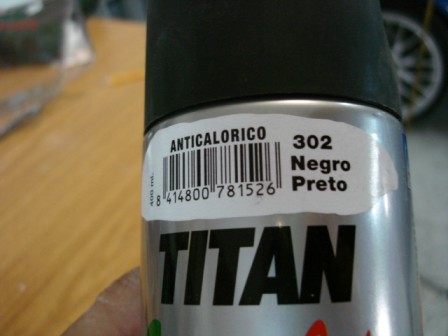 ANTICALORICO
302
Negro
Preto
400 ml.
8 414800 781526
TITAN